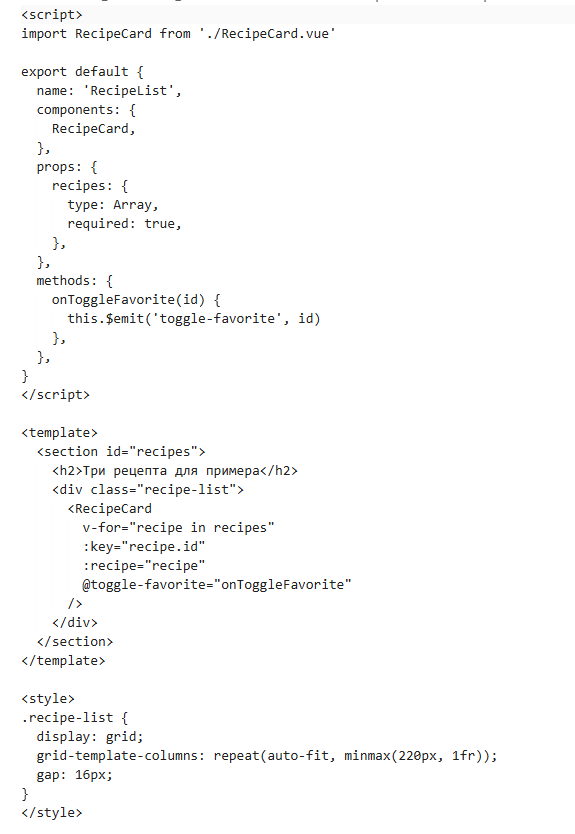 <script>
import RecipeCard from './RecipeCard.vue'

export default {
  name: 'RecipeList',
  components: {
    RecipeCard,
  },
  props: {
    recipes: {
      type: Array,
      required: true,
    },
  },
  methods: {
    onToggleFavorite(id) {
      this.$emit('toggle-favorite', id)
    },
  },
}
</script>

<template>
  <section id="recipes">
    <h2>Три рецепта для примера</h2>
    <div class="recipe-list">
      <RecipeCard
        v-for="recipe in recipes"
        :key="recipe.id"
        :recipe="recipe"
        @toggle-favorite="onToggleFavorite"
      />
    </div>
  </section>
</template>

<style>
.recipe-list {
  display: grid;
  grid-template-columns: repeat(auto-fit, minmax(220px, 1fr));
  gap: 16px;
}
</style>